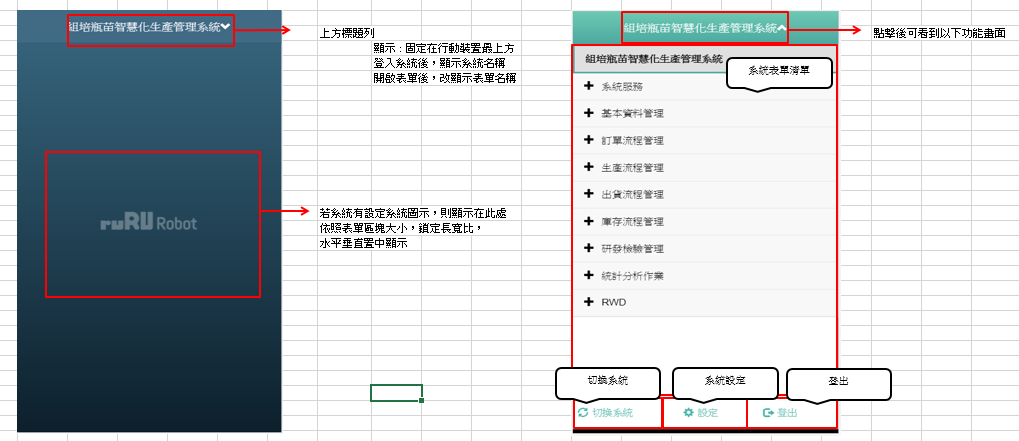 組培瓶苗智慧化生產管理系統
上方標題列
顯示：固定在行動裝置最上方
登入系統後，顯示系統名稱
開啟表單後，改顯示表單名稱
ruRU Robot
若系統有設定系統圖示，則顯示在此處
依照表單區塊大小，鎖定長寬比，
水平垂直置中顯示
組培瓶苗智慧化生產管理系統
點擊後可看到以下功能畫面
組培瓶苗智慧化生產管理系統
系統表單清單
系統服務
基本資料管理
訂單流程管理
生產流程管理
出貨流程管理
庫存流程管理
研發檢驗管理
統計分析作業
RWD
切換系統
系統設定
登出
切換系統
設定
登出